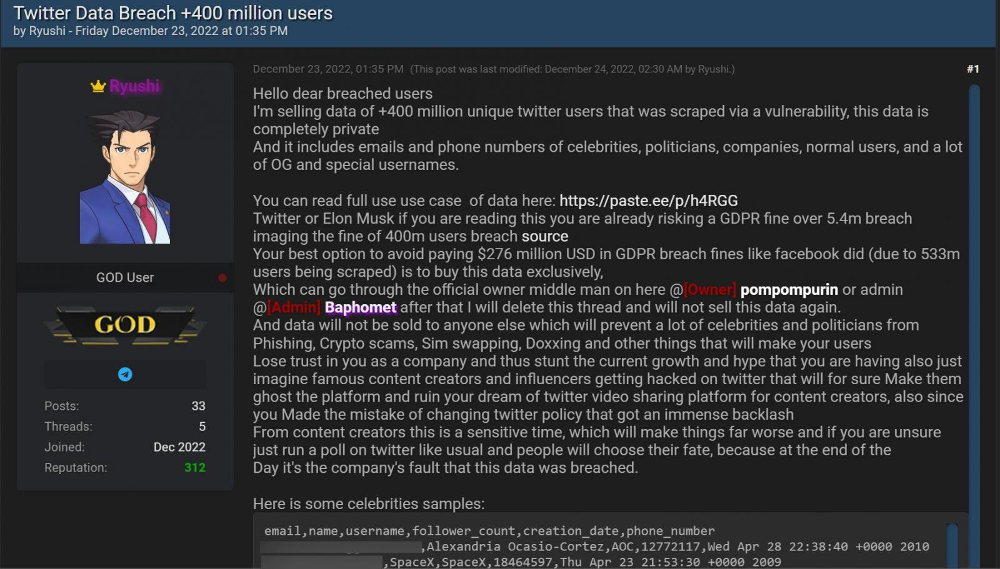 Twitter Data Breach +400 million users
by Ryushi - Friday December 23, 2022 at 01:35 PM
Ryushi
GOD User
GOD
Posts: 33
Threads: 5
Joined: Dec 2022
Reputation: 312
December 23, 2022, 01:35 PM (This post was last modified: December 24, 2022, 02:30 AM by Ryushi.)
#1
Hello dear breached users
I'm selling data of +400 million unique twitter users that was scraped via a vulnerability, this data is
completely private
And it includes emails and phone numbers of celebrities, politicians, companies, normal users, and a lot
of OG and special usernames.
You can read full use use case of data here: https://paste.ee/p/h4RGG
Twitter or Elon Musk if you are reading this you are already risking a GDPR fine over 5.4m breach
imaging the fine of 400m users breach source
Your best option to avoid paying $276 million USD in GDPR breach fines like facebook did (due to 533m
users being scraped) is to buy this data exclusively,
Which can go through the official owner middle man on here @[Owner] pompompurin or admin
@[Admin] Baphomet after that I will delete this thread and will not sell this data again.
And data will not be sold to anyone else which will prevent a lot of celebrities and politicians from
Phishing, Crypto scams, Sim swapping, Doxxing and other things that will make your users
Lose trust in you as a company and thus stunt the current growth and hype that you are having also just
imagine famous content creators and influencers getting hacked on twitter that will for sure Make them
ghost the platform and ruin your dream of twitter video sharing platform for content creators, also since
you Made the mistake of changing twitter policy that got an immense backlash
From content creators this is a sensitive time, which will make things far worse and if you are unsure
just run a poll on twitter like usual and people will choose their fate, because at the end of the
Day it's the company's fault that this data was breached.
Here is some celebrities samples:
email,name,username,follower_count,creation_date,phone_number
,Alexandria Ocasio-Cortez,AOC,12772117,Wed Apr 28 22:38:40 +0000 2010
,SpaceX,SpaceX,18464597,Thu Apr 23 21:53:30 +0000 2009